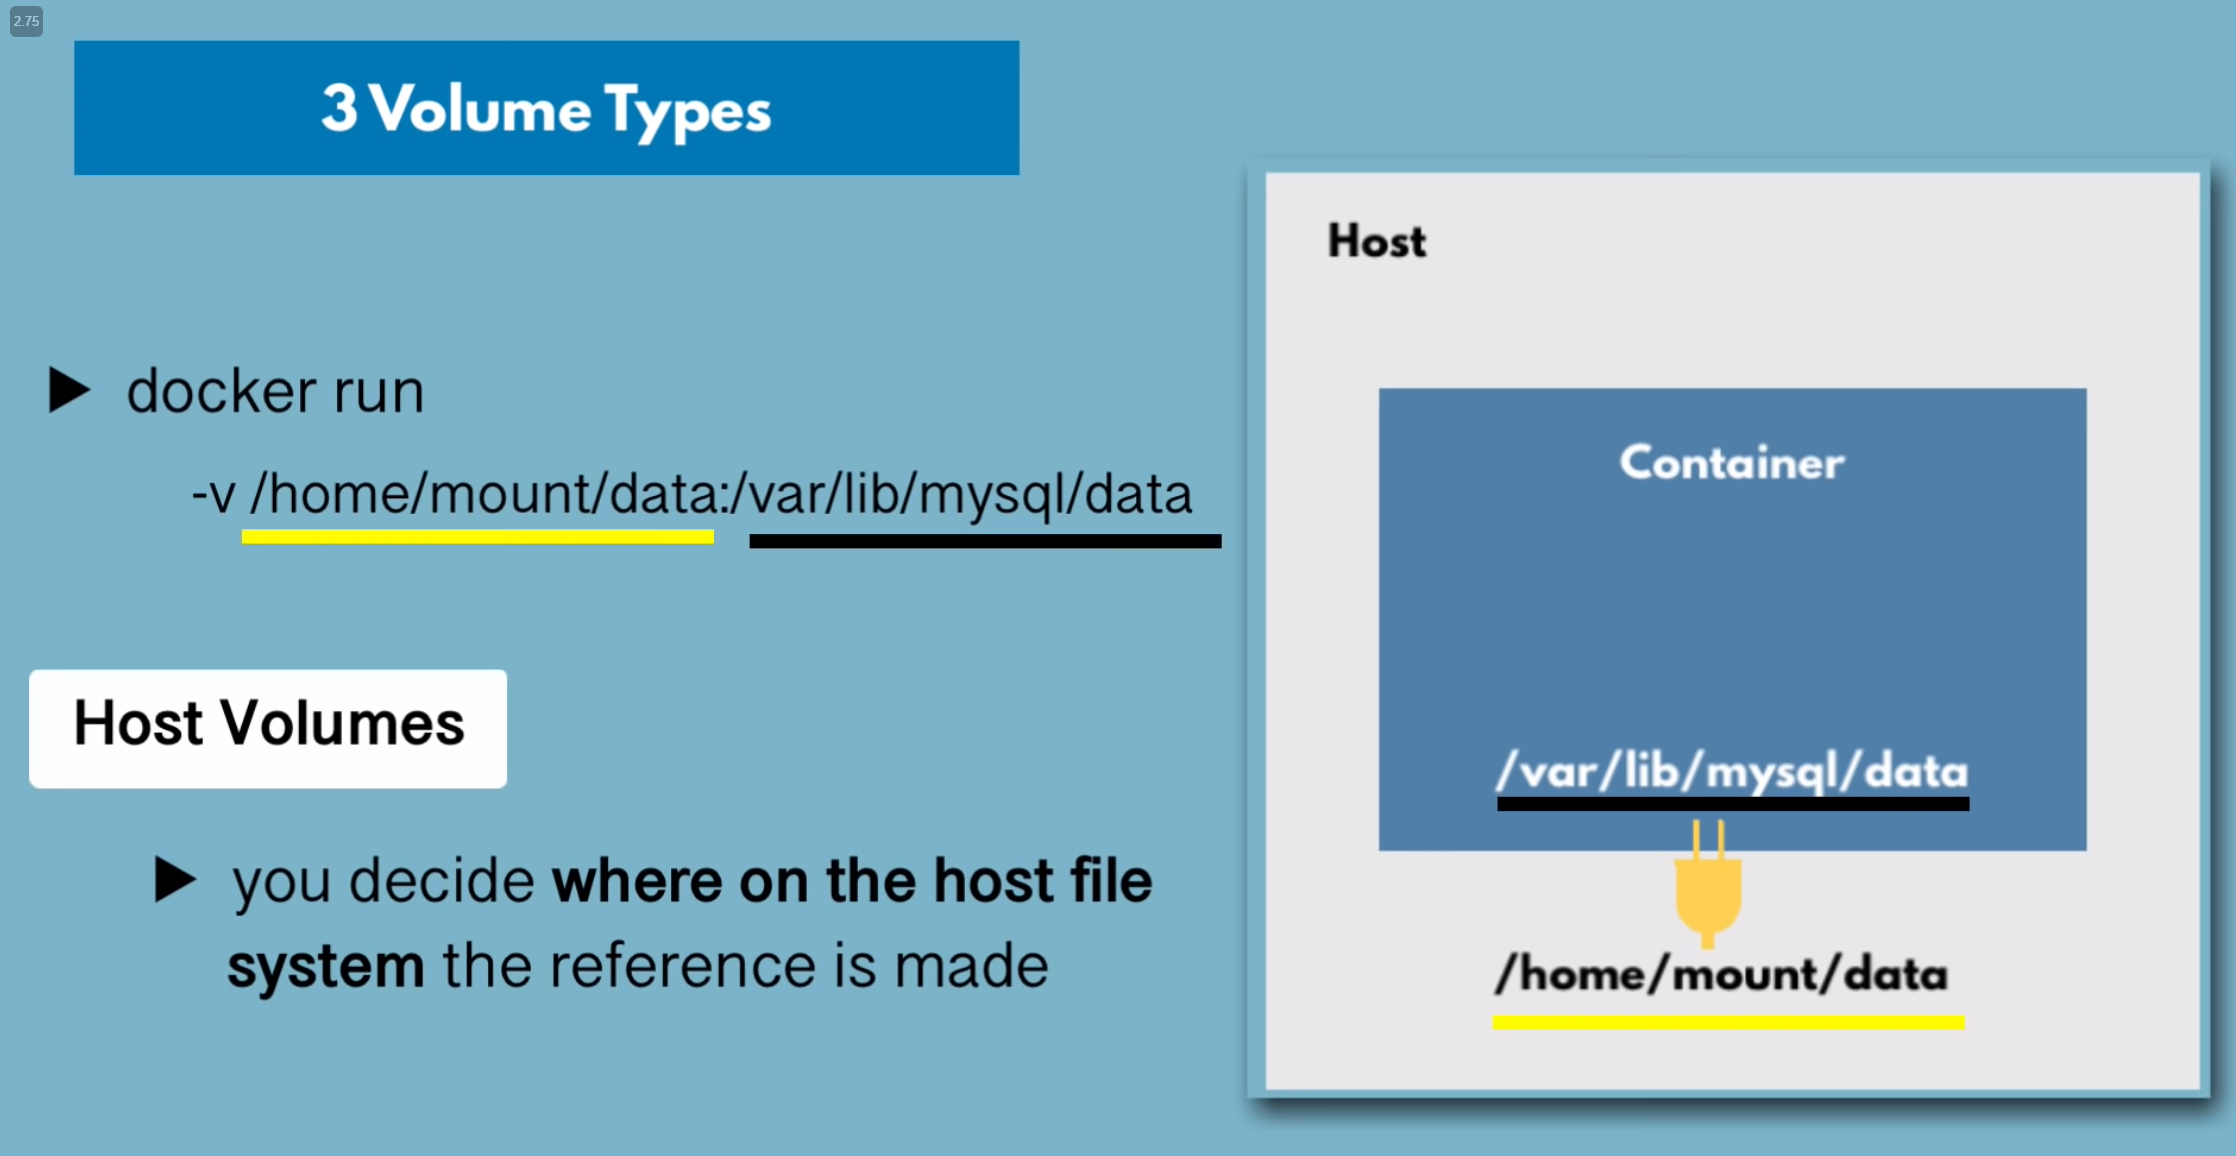 2.75
3 Volume Types
docker run
-v /home/mount/data:/var/lib/mysql/data
Host Volumes
you decide where on the host file
system the reference is made
Host
Container
/var/lib/mysql/data
/home/mount/data